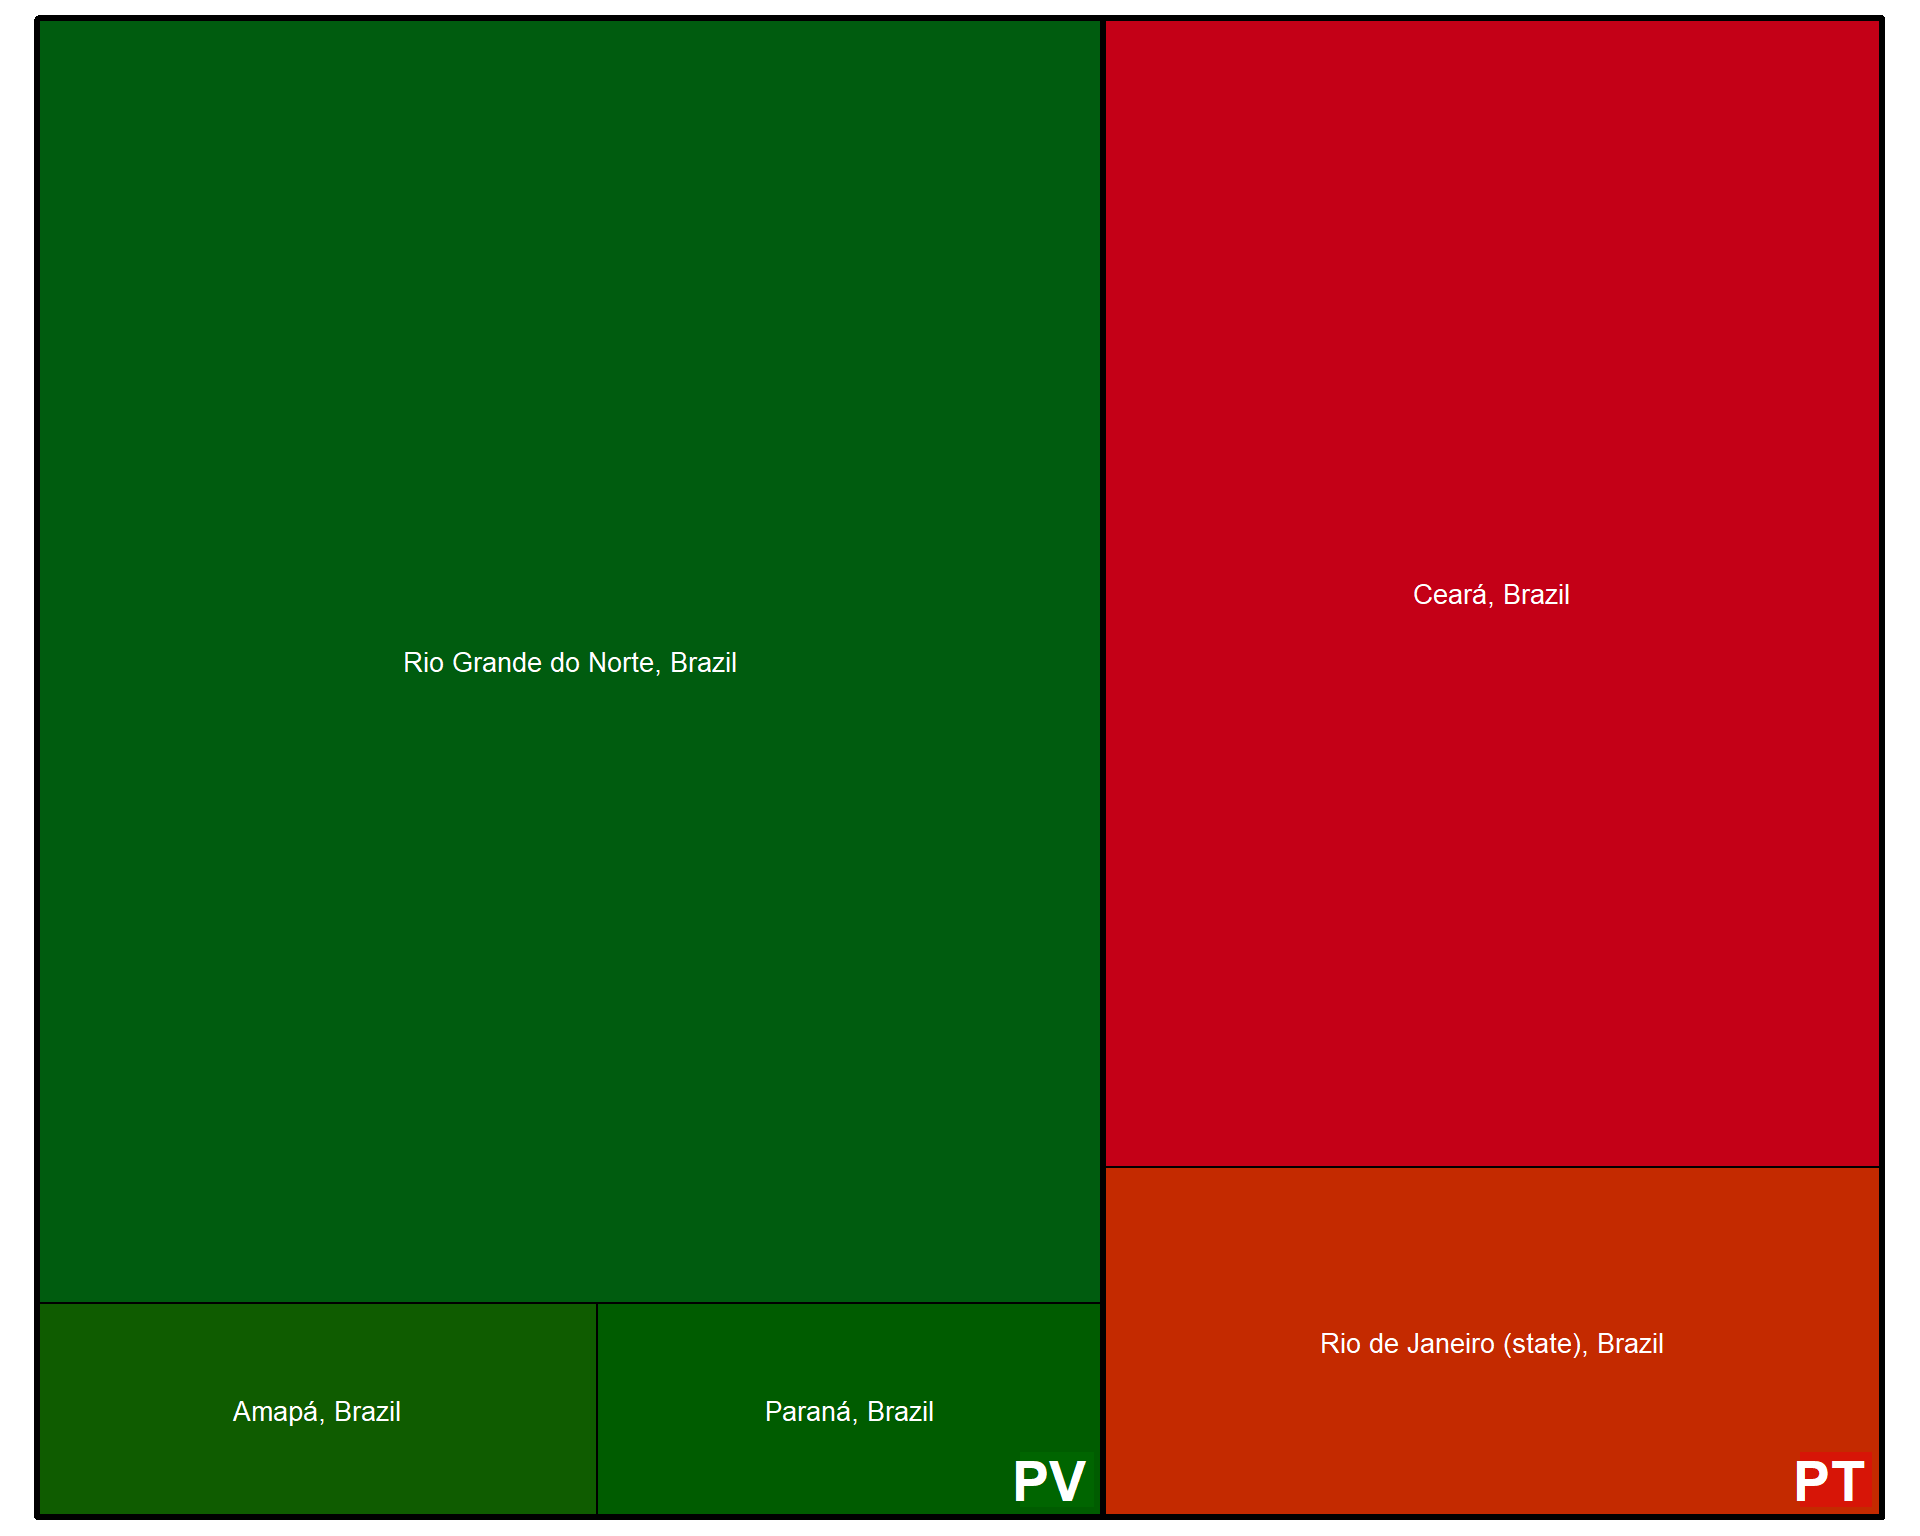 Rio Grande do Norte, Brazil
Amapá, Brazil
Paraná, Brazil
PV
Ceará, Brazil
Rio de Janeiro (state), Brazil
PT